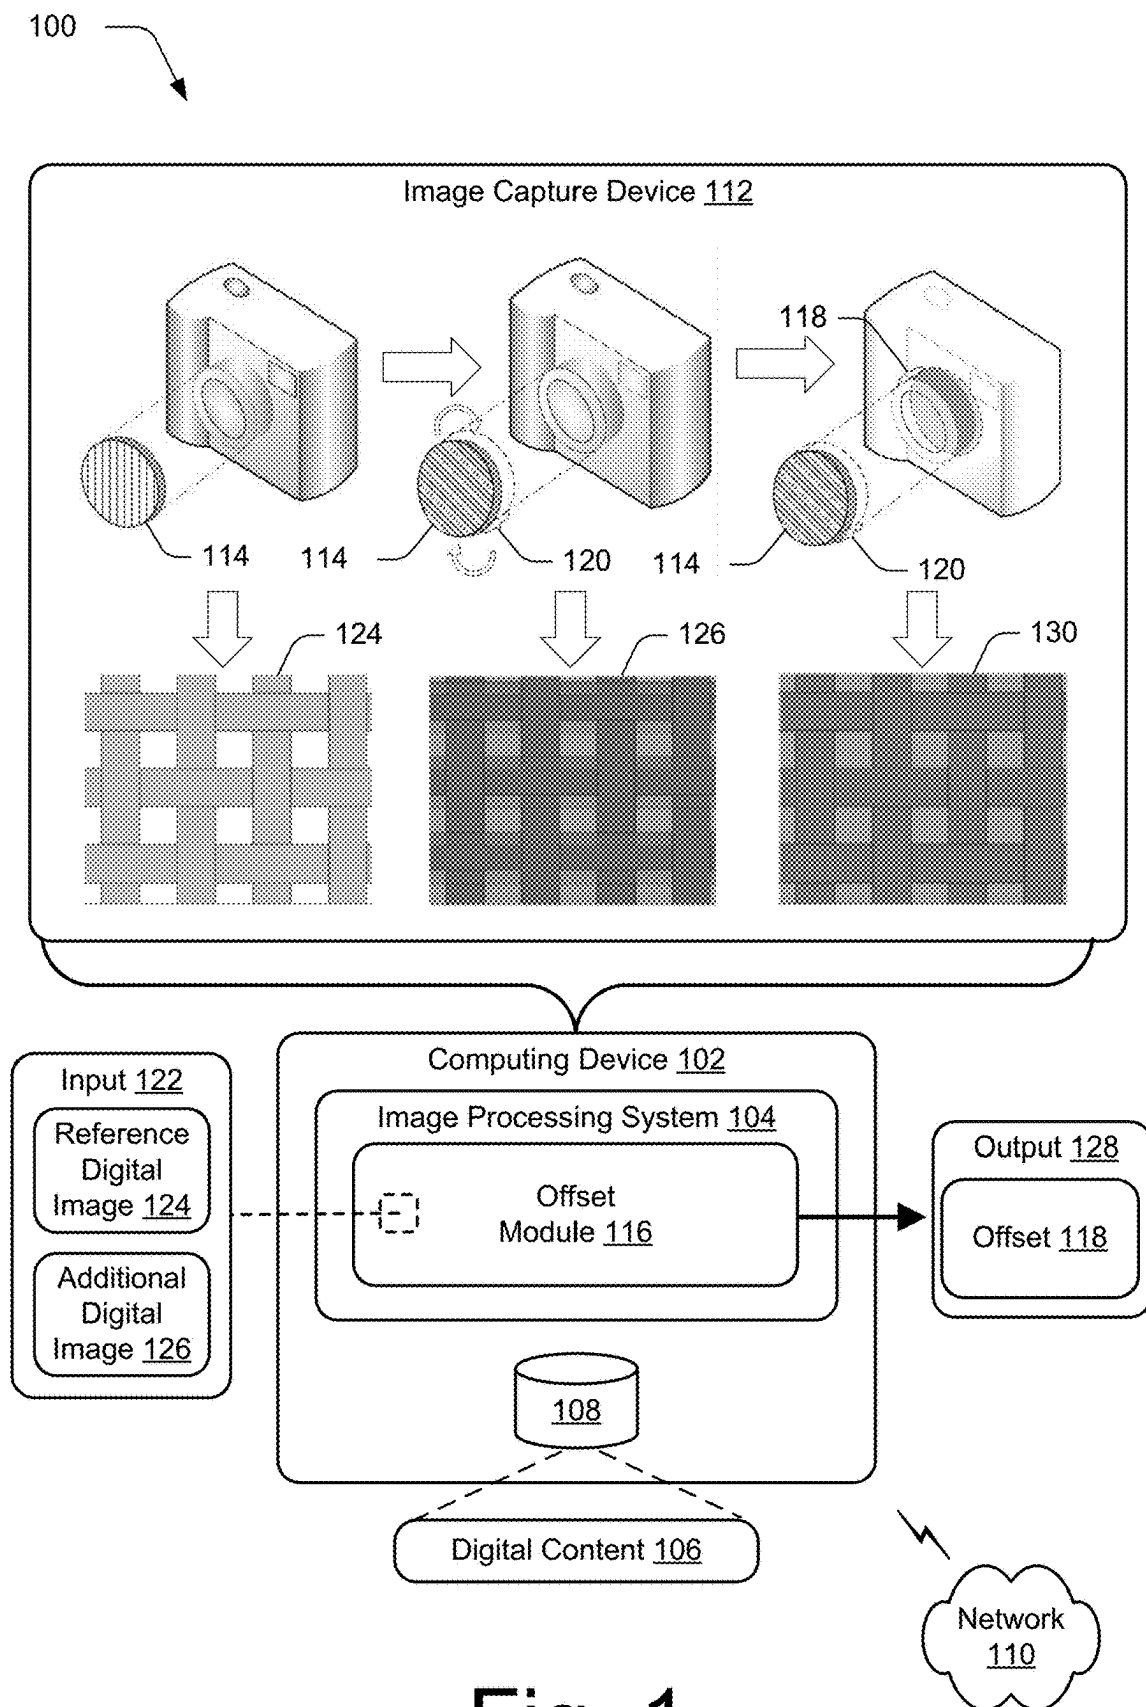 100
Image Capture Device 112
118
114
114
120
114
120
124
126
130
Computing Device 102
Input 122
Image Processing System 104
Reference
Digital
Image 124
Output 128
Offset
Module 116
Offset 118
Additional
Digital
Image 126
108
Digital Content 106
Network
110
Fig. 1